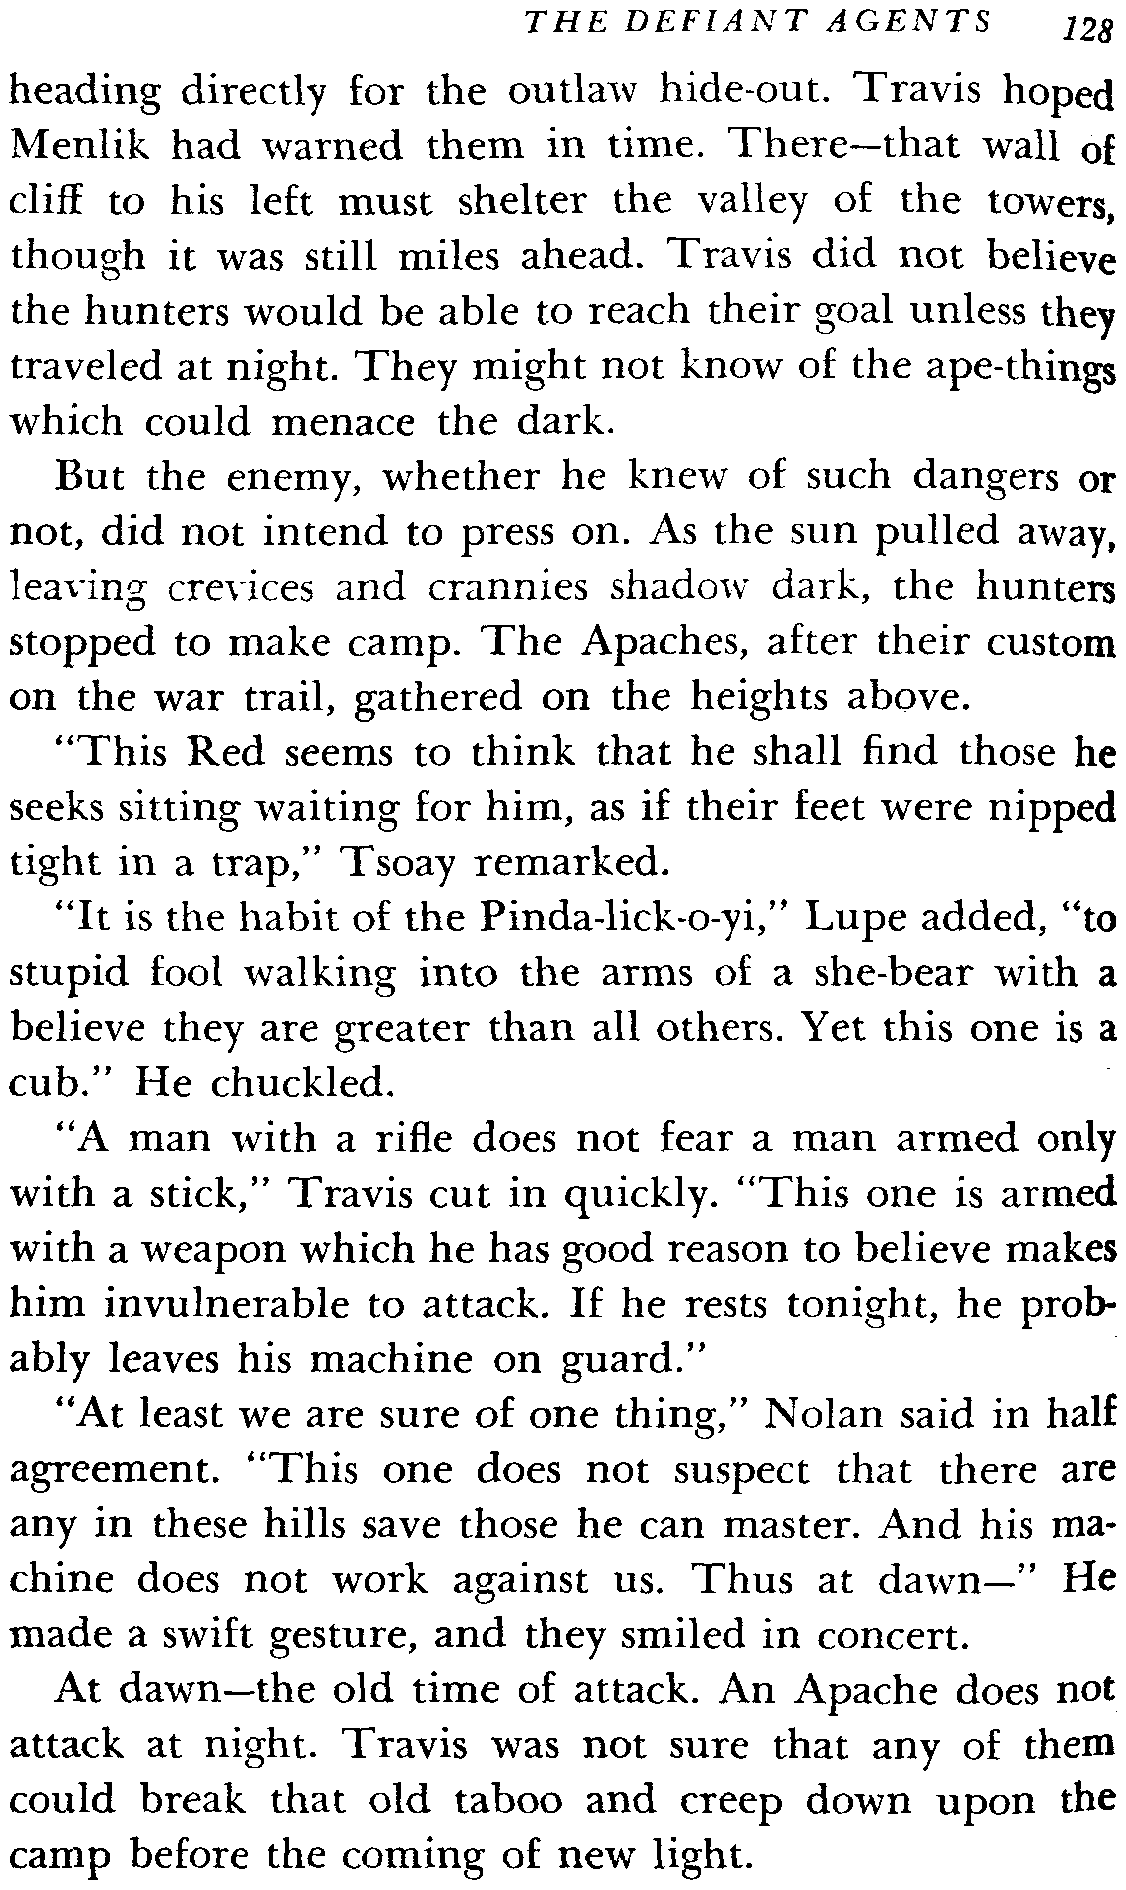 THE DEFIANT AGENTS 128
heading directly for the outlaw hide-out. Travis hoped
Menlik had warned them in time. There—that wall of
cliff to his left must shelter the valley of the towers,
though it was still miles ahead. Travis did not believe
the hunters would be able to reach their goal unless they
traveled at night. They might not know of the ape-things
which could menace the dark.
But the enemy, whether he knew of such dangers or
not, did not intend to press on. As the sun pulled away,
leaving crevices and crannies shadow dark, the hunters
stopped to make camp. The Apaches, after their custom
on the war trail, gathered on the heights above.
“This Red seems to think that he shall find those he
seeks sitting waiting for him, as if their feet were nipped
tight in a trap,” Tsoay remarked.
“It is the habit of the Pinda-lick-o-yi,” Lupe added, “to
stupid fool walking into the arms of a she-bear with a
believe they are greater than all others. Yet this one is a
cub.” He chuckled.
“A man with a rifle does not fear a man armed only
with a stick,” Travis cut in quickly. “This one is armed
with a weapon which he has good reason to believe makes
him invulnerable to attack. If he rests tonight, he prob-
ably leaves his machine on guard.”
“At least we are sure of one thing,” Nolan said in half
agreement. “This one does not suspect that there are
any in these hills save those he can master. And his ma-
chine does not work against us. Thus at dawn—” He
made a swift gesture, and they smiled in concert.
At dawn—the old time of attack. An Apache does not
attack at night. Travis was not sure that any of them
could break that old taboo and creep down upon the
camp before the coming of new light.